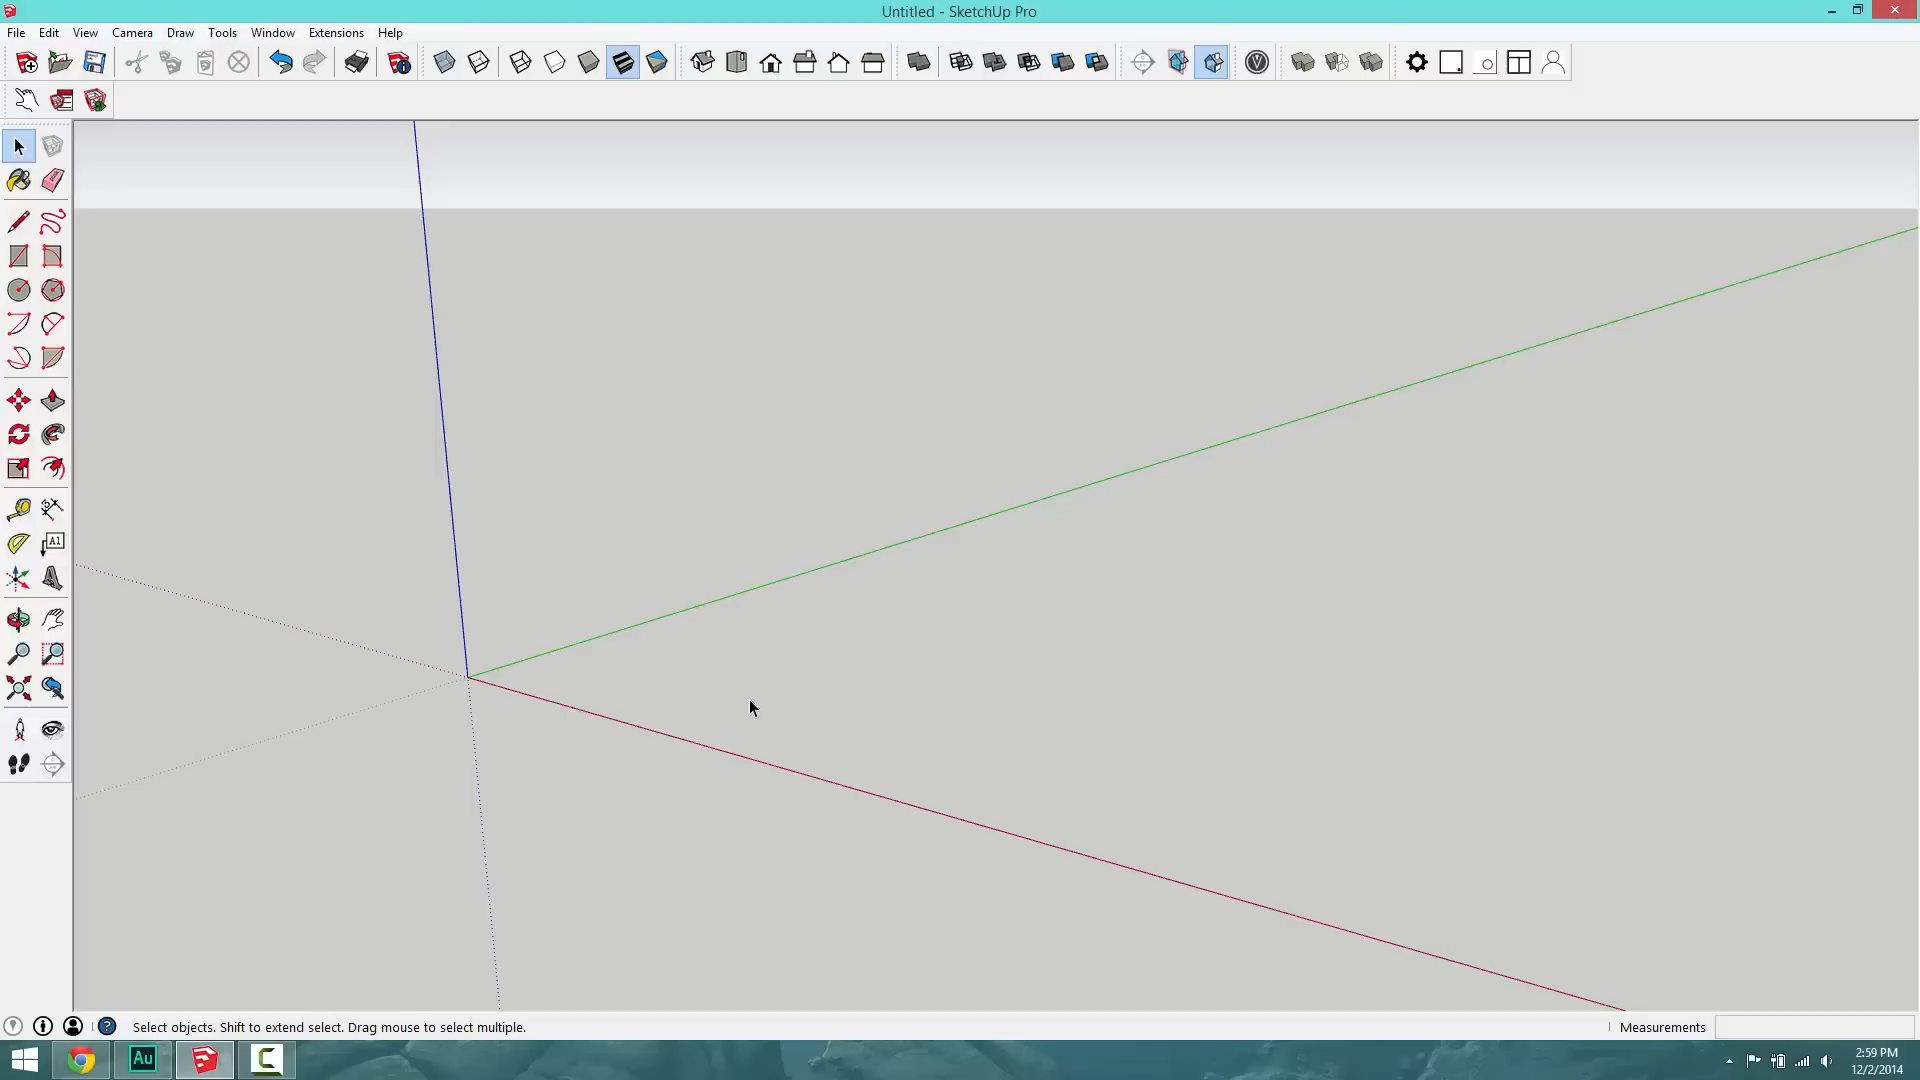 Untitled - SketchUp Pro
File Edit View Camera Draw Tools Window Extensions Help
A1
Select objects. Shift to extend select. Drag mouse to select multiple.
Measurements
Au
2:59 PM
12/2/2014